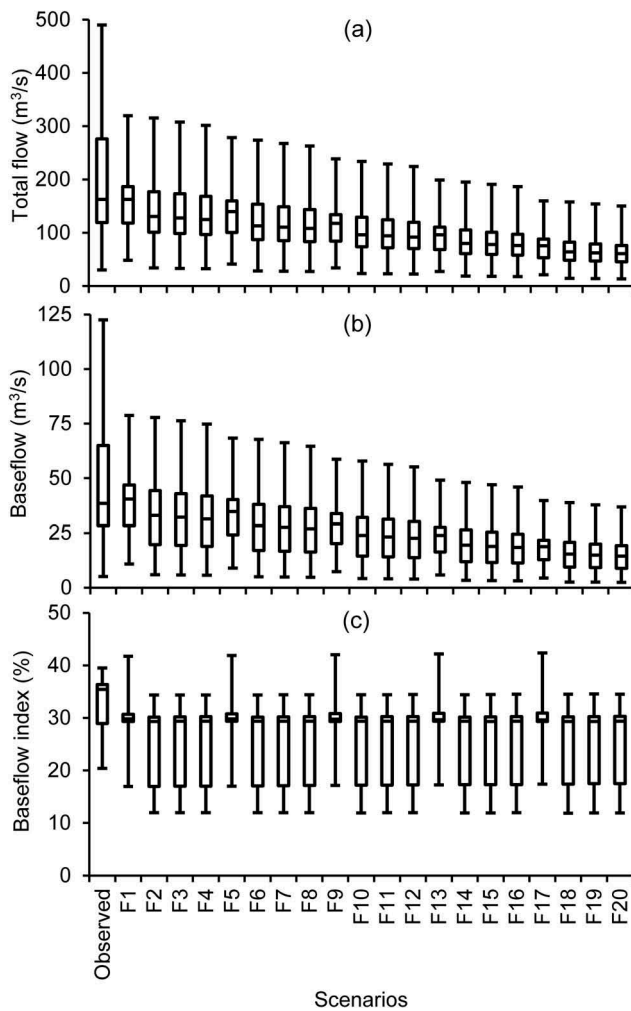 (a)
Total flow (m³/s)
500
400
300
200
100
0
(b)
Baseflow (m³/s)
125
100
75
50
25
0
(c)
Baseflow index (%)
50
40
30
20
10
0
Observed
F1
F2
F3
F4
F5
F6
F7
F8
F9
F10
F11
F12
F13
F14
F15
F16
F17
F18
F19
F20
Scenarios